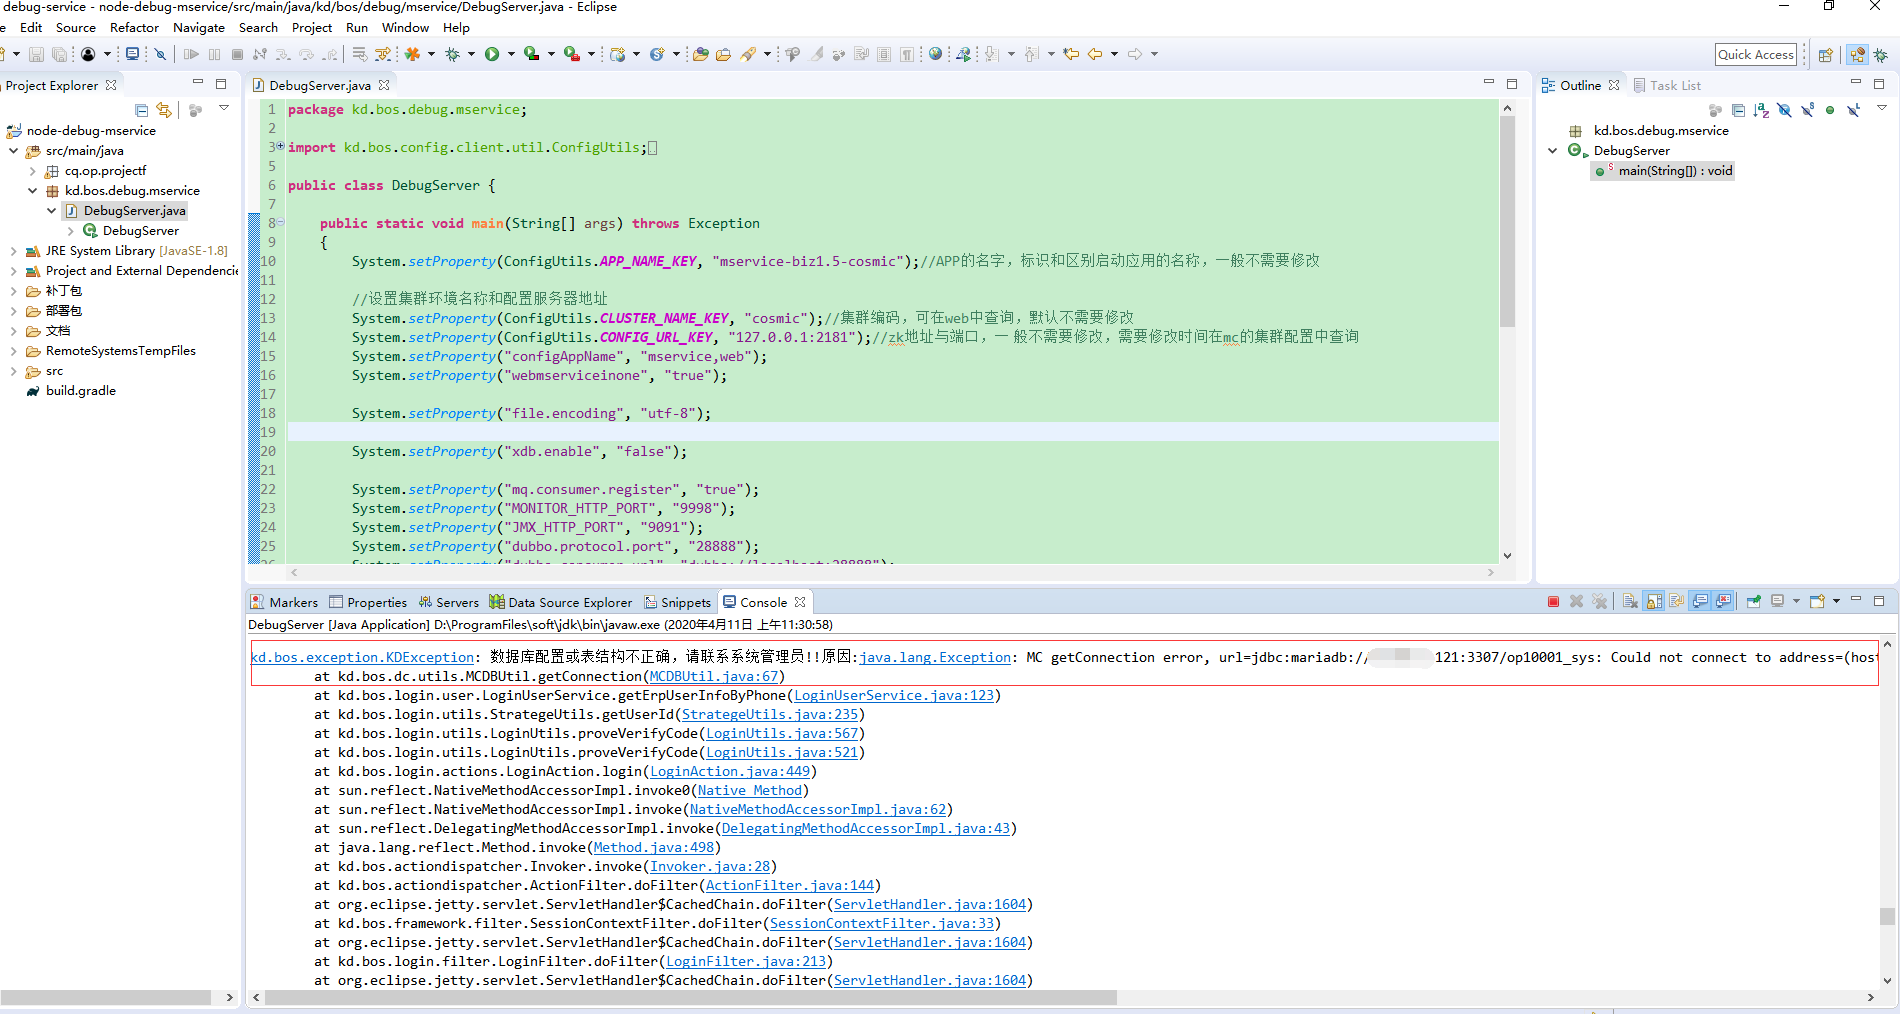 debug-service - node-debug-mservice/src/main/java/kd/bos/debug/mservice/DebugServer.java - Eclipse
Edit Source Refactor Navigate Search Project Run Window Help
Quick Access
Project Explorer
node-debug-mservice
src/main/java
cq.op.projectf
kd.bos.debug.mservice
DebugServer.java
DebugServer
JRE System Library [JavaSE-1.8]
Project and External Dependencie
补丁包
部署包
文档
RemoteSystemsTempFiles
src
build.gradle
DebugServer.java
1 package kd.bos.debug.mservice;
2
3 import kd.bos.config.client.util.ConfigUtils;
5
6 public class DebugServer {
7
8 public static void main(String[] args) throws Exception
9 {
10 System.setProperty(ConfigUtils.APP_NAME_KEY, "mservice-biz1.5-cosmic");//APP的名字，标识和区别启动应用的名称，一般不需要修改
11
12 //设置集群环境名称和配置服务器地址
13 System.setProperty(ConfigUtils.CLUSTER_NAME_KEY, "cosmic");//集群编码，可在web中查询，默认不需要修改
14 System.setProperty(ConfigUtils.CONFIG_URL_KEY, "127.0.0.1:2181");//zk地址与端口，一 般不需要修改，需要修改时间在mc的集群配置中查询
15 System.setProperty("configAppName", "mservice,web");
16 System.setProperty("webmserviceinone", "true");
17
18 System.setProperty("file.encoding", "utf-8");
19
20 System.setProperty("xdb.enable", "false");
21
22 System.setProperty("mq.consumer.register", "true");
23 System.setProperty("MONITOR_HTTP_PORT", "9998");
24 System.setProperty("JMX_HTTP_PORT", "9091");
25 System.setProperty("dubbo.protocol.port", "28888");
26 System.setProperty("dubbo.consumer.url", "dubbo://localhost:28888");
Outline Task List
kd.bos.debug.mservice
DebugServer
main(String[]) : void
Markers Properties Servers Data Source Explorer Snippets Console
DebugServer [Java Application] D:\ProgramFiles\soft\jdk\bin\javaw.exe (2020年4月11日 上午11:30:58)
kd.bos.exception.KDException: 数据库配置或表结构不正确，请联系系统管理员!!原因:java.lang.Exception: MC getConnection error, url=jdbc:mariadb:// 121:3307/op10001_sys: Could not connect to address=(host
at kd.bos.dc.utils.MCDBUtil.getConnection(MCDBUtil.java:67)
at kd.bos.login.user.LoginUserService.getErpUserInfoByPhone(LoginUserService.java:123)
at kd.bos.login.utils.StrategeUtils.getUserId(StrategeUtils.java:235)
at kd.bos.login.utils.LoginUtils.proveVerifyCode(LoginUtils.java:567)
at kd.bos.login.utils.LoginUtils.proveVerifyCode(LoginUtils.java:521)
at kd.bos.login.actions.LoginAction.login(LoginAction.java:449)
at sun.reflect.NativeMethodAccessorImpl.invoke0(Native Method)
at sun.reflect.NativeMethodAccessorImpl.invoke(NativeMethodAccessorImpl.java:62)
at sun.reflect.DelegatingMethodAccessorImpl.invoke(DelegatingMethodAccessorImpl.java:43)
at java.lang.reflect.Method.invoke(Method.java:498)
at kd.bos.actiondispatcher.Invoker.invoke(Invoker.java:28)
at kd.bos.actiondispatcher.ActionFilter.doFilter(ActionFilter.java:144)
at org.eclipse.jetty.servlet.ServletHandler$CachedChain.doFilter(ServletHandler.java:1604)
at kd.bos.framework.filter.SessionContextFilter.doFilter(SessionContextFilter.java:33)
at org.eclipse.jetty.servlet.ServletHandler$CachedChain.doFilter(ServletHandler.java:1604)
at kd.bos.login.filter.LoginFilter.doFilter(LoginFilter.java:213)
at org.eclipse.jetty.servlet.ServletHandler$CachedChain.doFilter(ServletHandler.java:1604)